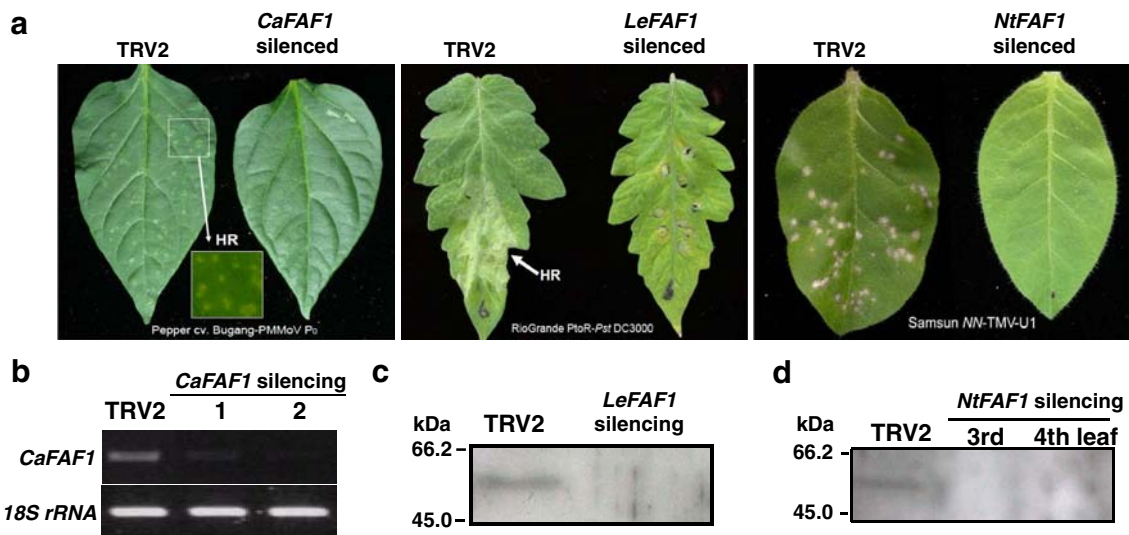 a
TRV2
CaFAF1
silenced
TRV2
LeFAF1
silenced
TRV2
NtFAF1
silenced
HR
Pepper cv. Bugang-PMMoV P0
HR
RioGrande PtoR-Pst DC3000
Samsun NN-TMV-U1
b
CaFAF1 silencing
TRV2 1 2
CaFAF1
18S rRNA
c
kDa
TRV2
LeFAF1
silencing
66.2
45.0
d
kDa
TRV2
NtFAF1 silencing
3rd 4th leaf
66.2
45.0